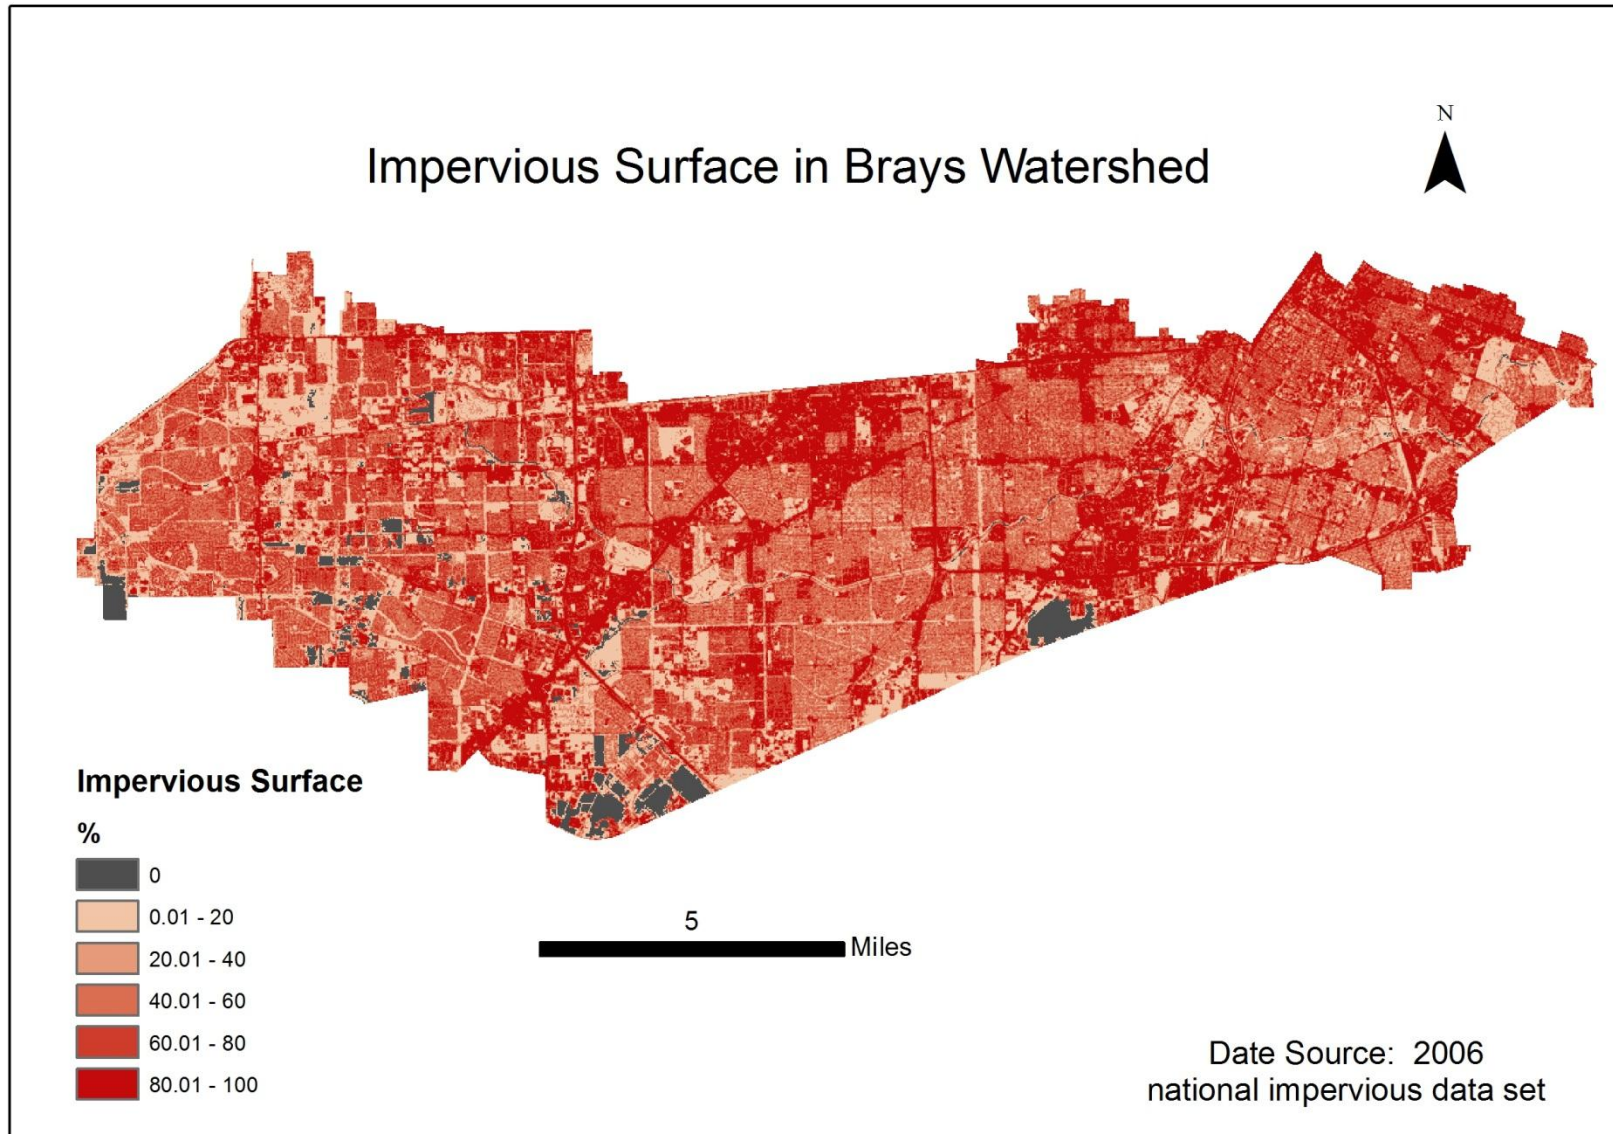 N
Impervious Surface in Brays Watershed
Impervious Surface
%
0
0.01 - 20
20.01 - 40
40.01 - 60
60.01 - 80
80.01 - 100
5
Miles
Date Source: 2006
national impervious data set